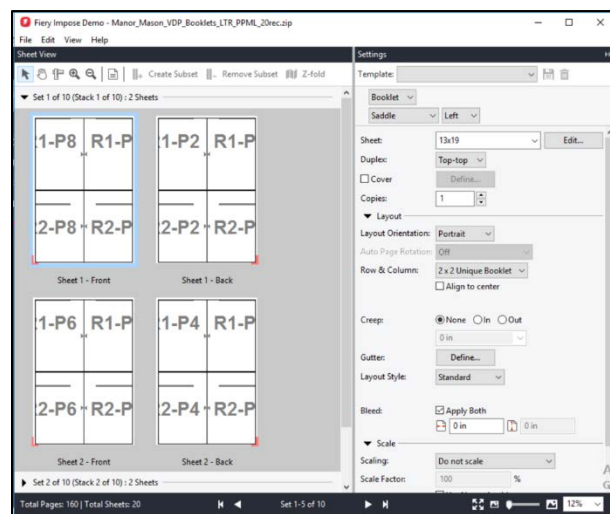 Fiery Impose Demo - Manor_Mason_VDP_Booklets_LTR_PPML_20rec.zip
File Edit View Help
Sheet View
Create Subset Remove Subset Z-fold
Set 1 of 10 (Stack 1 of 10) : 2 Sheets
1-P8 R1-P
2-P8 R2-P
Sheet 1 - Front
1-P2 R1-P
2-P2 R2-P
Sheet 1 - Back
1-P6 R1-P
2-P6 R2-P
Sheet 2 - Front
1-P4 R1-P
2-P4 R2-P
Sheet 2 - Back
Set 2 of 10 (Stack 2 of 10) : 2 Sheets
Total Pages: 160 | Total Sheets: 20
Set 1-5 of 10
12%
Settings
Template:
Booklet
Saddle Left
Sheet: 13x19 Edit...
Duplex: Top-top
Cover Define...
Copies: 1
Layout
Layout Orientation: Portrait
Auto Page Rotation: Off
Row & Column: 2 x 2 Unique Booklet
Align to center
Creep: None In Out
0 in
Gutter: Define...
Layout Style: Standard
Bleed: Apply Both
0 in 0 in
Scale
Scaling: Do not scale
Scale Factor: 100 %